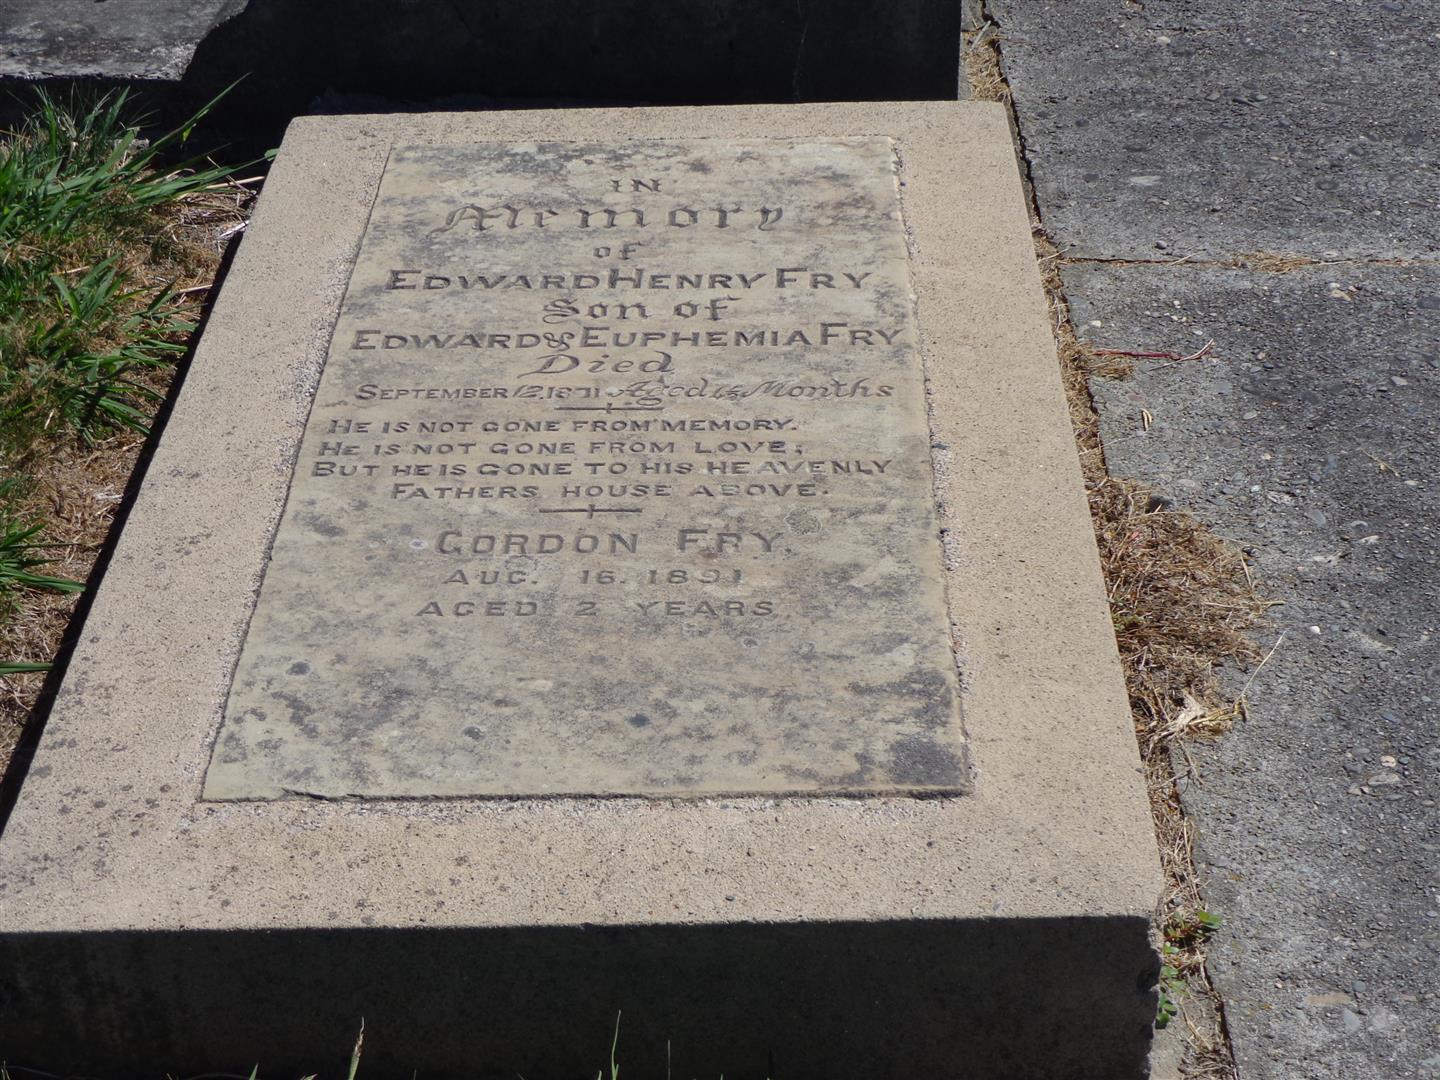 IN
Memory
of
EDWARD HENRY FRY
Son of
EDWARD & EUPHEMIA FRY
Died
SEPTEMBER 12, 1871 Aged 15 Months
HE IS NOT GONE FROM MEMORY.
HE IS NOT GONE FROM LOVE;
BUT HE IS GONE TO HIS HEAVENLY
FATHERS HOUSE ABOVE.
GORDON FRY.
AUG. 16. 1891
AGED 2 YEARS